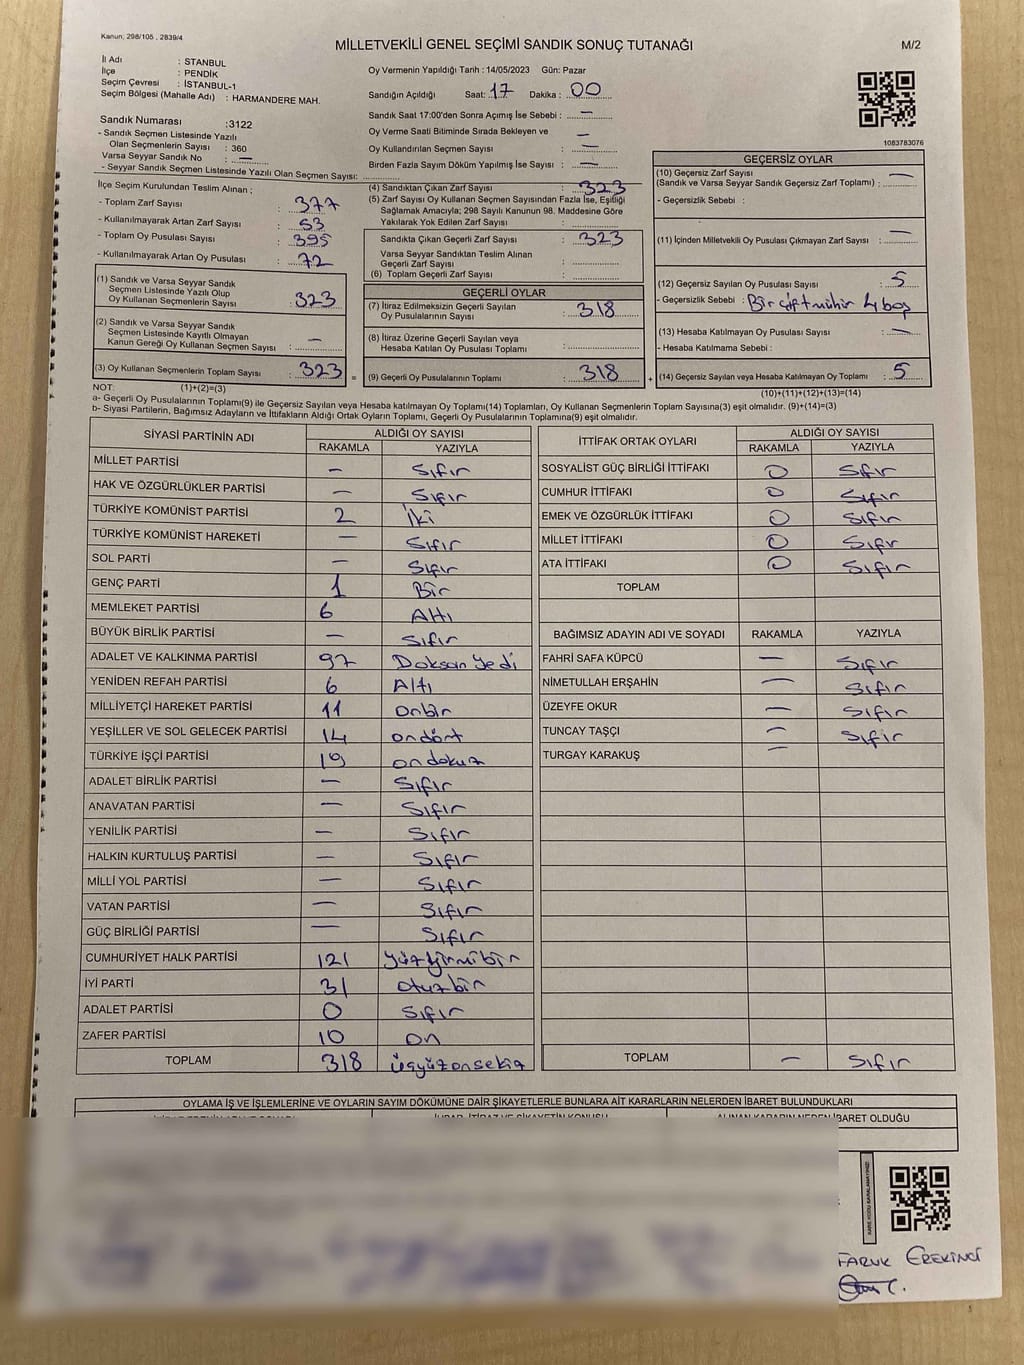 Kanun; 298/105 , 2839/4
MİLLETVEKİLİ GENEL SEÇİMİ SANDIK SONUÇ TUTANAĞI
M/2
İl Adı : STANBUL
İlçe : PENDİK
Seçim Çevresi : İSTANBUL-1
Seçim Bölgesi (Mahalle Adı) : HARMANDERE MAH.
Oy Vermenin Yapıldığı Tarih : 14/05/2023 Gün: Pazar
Sandığın Açıldığı Saat: 17 Dakika : 00
Sandık Saat 17:00'den Sonra Açımış İse Sebebi : —
Oy Verme Saati Bitiminde Sırada Bekleyen ve —
Oy Kullandırılan Seçmen Sayısı : —
Birden Fazla Sayım Döküm Yapılmış İse Sayısı : —
1083783076
Sandık Numarası :3122
- Sandık Seçmen Listesinde Yazılı
Olan Seçmenlerin Sayısı : 360
Varsa Seyyar Sandık No : —
- Seyyar Sandık Seçmen Listesinde Yazılı Olan Seçmen Sayısı:
İlçe Seçim Kurulundan Teslim Alınan ;
- Toplam Zarf Sayısı : 377
- Kullanılmayarak Artan Zarf Sayısı : 53
- Toplam Oy Pusulası Sayısı : 395
- Kullanılmayarak Artan Oy Pusulası : 72
(1) Sandık ve Varsa Seyyar Sandık
Seçmen Listesinde Yazılı Olup
Oy Kullanan Seçmenlerin Sayısı : 323
(2) Sandık ve Varsa Seyyar Sandık
Seçmen Listesinde Kayıtlı Olmayan
Kanun Gereği Oy Kullanan Seçmen Sayısı : —
(3) Oy Kullanan Seçmenlerin Toplam Sayısı : 323 =
(4) Sandıktan Çıkan Zarf Sayısı : 323
(5) Zarf Sayısı Oy Kullanan Seçmen Sayısından Fazla İse, Eşitliği
Sağlamak Amacıyla; 298 Sayılı Kanunun 98. Maddesine Göre
Yakılarak Yok Edilen Zarf Sayısı :
Sandıkta Çıkan Geçerli Zarf Sayısı : 323
Varsa Seyyar Sandıktan Teslim Alınan
Geçerli Zarf Sayısı :
(6) Toplam Geçerli Zarf Sayısı :
GEÇERLİ OYLAR
(7) İtiraz Edilmeksizin Geçerli Sayılan
Oy Pusulalarının Sayısı : 318
(8) İtiraz Üzerine Geçerli Sayılan veya
Hesaba Katılan Oy Pusulası Toplamı :
(9) Geçerli Oy Pusulalarının Toplamı : 318 +
GEÇERSİZ OYLAR
(10) Geçersiz Zarf Sayısı —
(Sandık ve Varsa Seyyar Sandık Geçersiz Zarf Toplamı) :
- Geçersizlik Sebebi :
(11) İçinden Milletvekili Oy Pusulası Çıkmayan Zarf Sayısı : —
(12) Geçersiz Sayılan Oy Pusulası Sayısı : 5
- Geçersizlik Sebebi : Bir çift mühür 4 boş
(13) Hesaba Katılmayan Oy Pusulası Sayısı : —
- Hesaba Katılmama Sebebi :
(14) Geçersiz Sayılan veya Hesaba Katılmayan Oy Toplamı : 5
NOT: (1)+(2)=(3)
(10)+(11)+(12)+(13)=(14)
a- Geçerli Oy Pusulalarının Toplamı(9) ile Geçersiz Sayılan veya Hesaba katılmayan Oy Toplamı(14) Toplamları, Oy Kullanan Seçmenlerin Toplam Sayısına(3) eşit olmalıdır. (9)+(14)=(3)
b- Siyasi Partilerin, Bağımsız Adayların ve İttifakların Aldığı Ortak Oyların Toplamı, Geçerli Oy Pusulalarının Toplamına(9) eşit olmalıdır.
SİYASİ PARTİNİN ADI ALDIĞI OY SAYISI
RAKAMLA YAZIYLA
MİLLET PARTİSİ — Sıfır
HAK VE ÖZGÜRLÜKLER PARTİSİ — Sıfır
TÜRKİYE KOMÜNİST PARTİSİ 2 İki
TÜRKİYE KOMÜNİST HAREKETİ — Sıfır
SOL PARTİ — Sıfır
GENÇ PARTİ 1 Bir
MEMLEKET PARTİSİ 6 Altı
BÜYÜK BİRLİK PARTİSİ — Sıfır
ADALET VE KALKINMA PARTİSİ 97 Doksan Yedi
YENİDEN REFAH PARTİSİ 6 Altı
MİLLİYETÇİ HAREKET PARTİSİ 11 onbir
YEŞİLLER VE SOL GELECEK PARTİSİ 14 ondört
TÜRKİYE İŞÇİ PARTİSİ 19 ondokuz
ADALET BİRLİK PARTİSİ — Sıfır
ANAVATAN PARTİSİ — Sıfır
YENİLİK PARTİSİ — Sıfır
HALKIN KURTULUŞ PARTİSİ — Sıfır
MİLLİ YOL PARTİSİ — Sıfır
VATAN PARTİSİ — Sıfır
GÜÇ BİRLİĞİ PARTİSİ — Sıfır
CUMHURİYET HALK PARTİSİ 121 yüzyirmibir
İYİ PARTİ 31 otuzbir
ADALET PARTİSİ 0 Sıfır
ZAFER PARTİSİ 10 on
TOPLAM 318 üçyüzonsekiz
İTTİFAK ORTAK OYLARI ALDIĞI OY SAYISI
RAKAMLA YAZIYLA
SOSYALİST GÜÇ BİRLİĞİ İTTİFAKI 0 Sıfır
CUMHUR İTTİFAKI 0 Sıfır
EMEK VE ÖZGÜRLÜK İTTİFAKI 0 Sıfır
MİLLET İTTİFAKI 0 Sıfır
ATA İTTİFAKI 0 Sıfır
TOPLAM
BAĞIMSIZ ADAYIN ADI VE SOYADI RAKAMLA YAZIYLA
FAHRİ SAFA KÜPCÜ — Sıfır
NİMETULLAH ERŞAHİN — Sıfır
ÜZEYFE OKUR — Sıfır
TUNCAY TAŞÇI — Sıfır
TURGAY KARAKUŞ —
TOPLAM — Sıfır
OYLAMA İŞ VE İŞLEMLERİNE VE OYLARIN SAYIM DÖKÜMÜNE DAİR ŞİKAYETLERLE BUNLARA AİT KARARLARIN NELERDEN İBARET BULUNDUKLARI
İHBAR, İTİRAZ VE ŞİKAYETİN KONUSU ALINAN KARARIN NEDEN İBARET OLDUĞU
FARUK EREKİNCİ